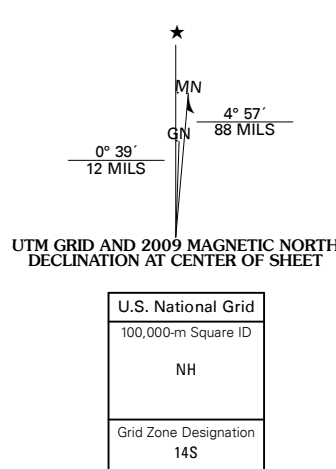 MN
4° 57´
88 MILS
GN
0° 39´
12 MILS
UTM GRID AND 2009 MAGNETIC NORTH
DECLINATION AT CENTER OF SHEET
U.S. National Grid
100,000-m Square ID
NH
Grid Zone Designation
14S